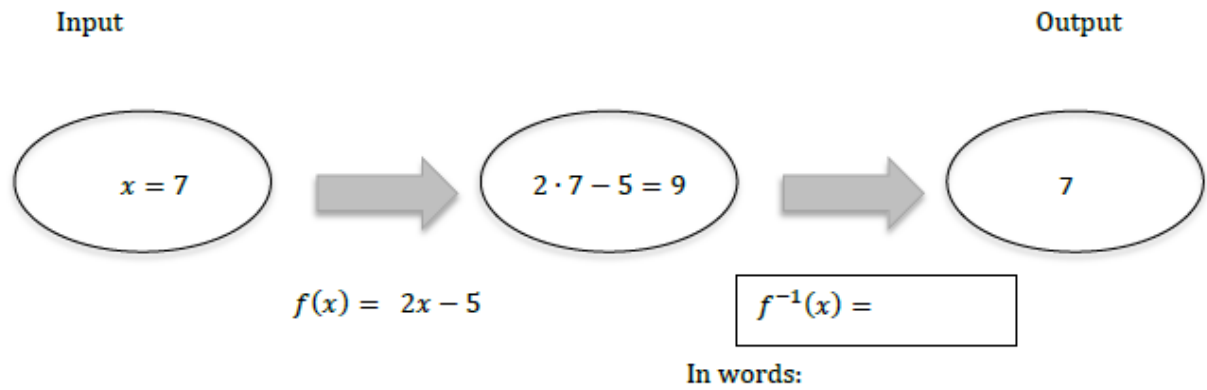 Input Output
x = 7 2 · 7 − 5 = 9 7
f(x) = 2x − 5 f⁻¹(x) =
In words: